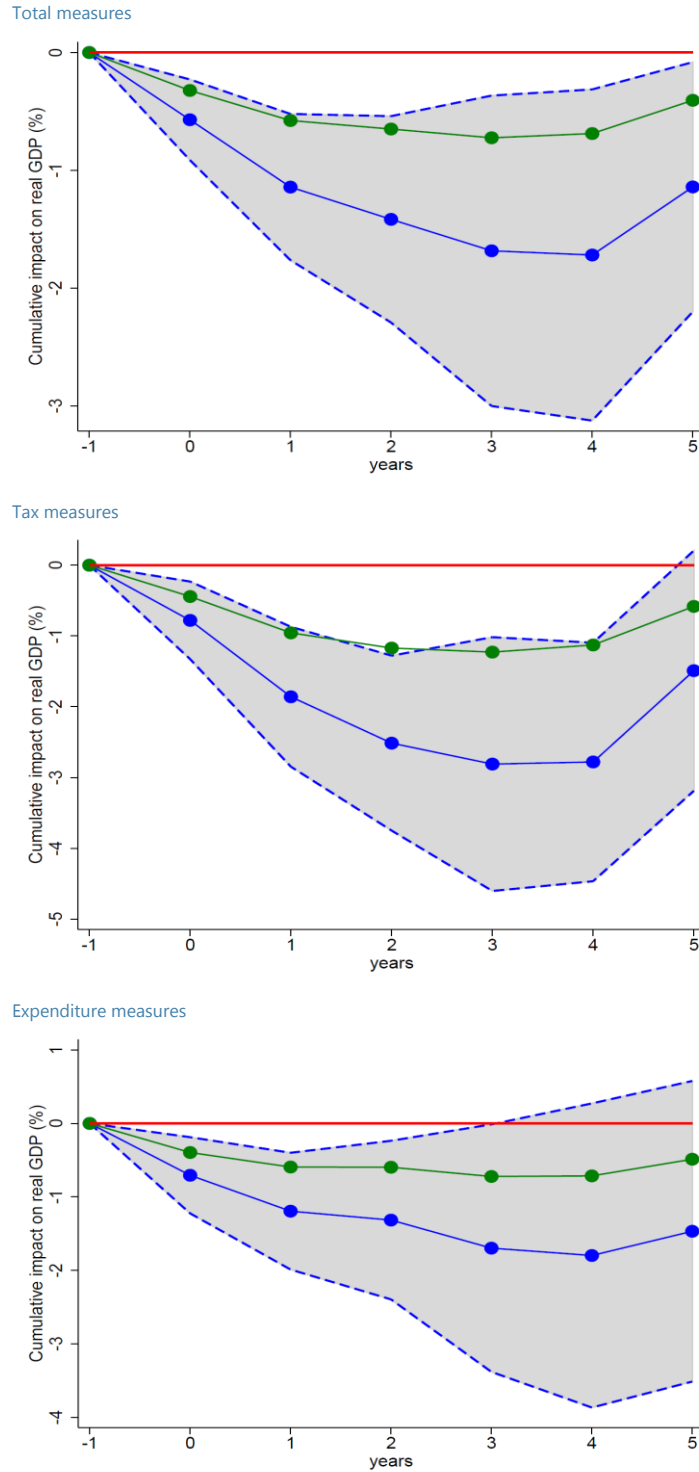 Total measures
Cumulative impact on real GDP (%)
0
-1
-2
-3
-1 0 1 2 3 4 5
years
Tax measures
Cumulative impact on real GDP (%)
0
-1
-2
-3
-4
-5
-1 0 1 2 3 4 5
years
Expenditure measures
Cumulative impact on real GDP (%)
1
0
-1
-2
-3
-4
-1 0 1 2 3 4 5
years